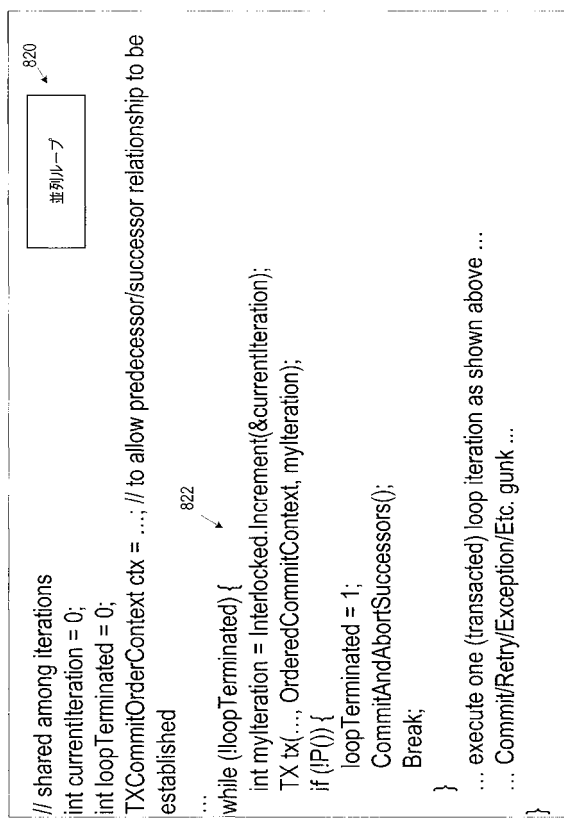 820
並列ループ
// shared among iterations
int currentIteration = 0;
int loopTerminated = 0;
TXCommitOrderContext ctx = …; // to allow predecessor/successor relationship to be
established
…
822
while (!loopTerminated) {
int myIteration = Interlocked.Increment(&currentIteration);
TX tx(…, OrderedCommitContext, myIteration);
if (!P()) {
loopTerminated = 1;
CommitAndAbortSuccessors();
Break;
}
… execute one (transacted) loop iteration as shown above …
… Commit/Retry/Exception/Etc. gunk …
}